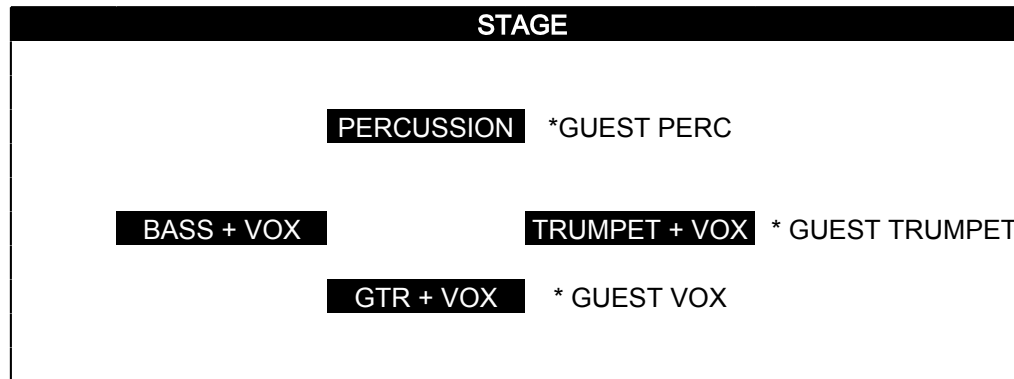 STAGE
PERCUSSION *GUEST PERC
BASS + VOX TRUMPET + VOX * GUEST TRUMPET
GTR + VOX * GUEST VOX